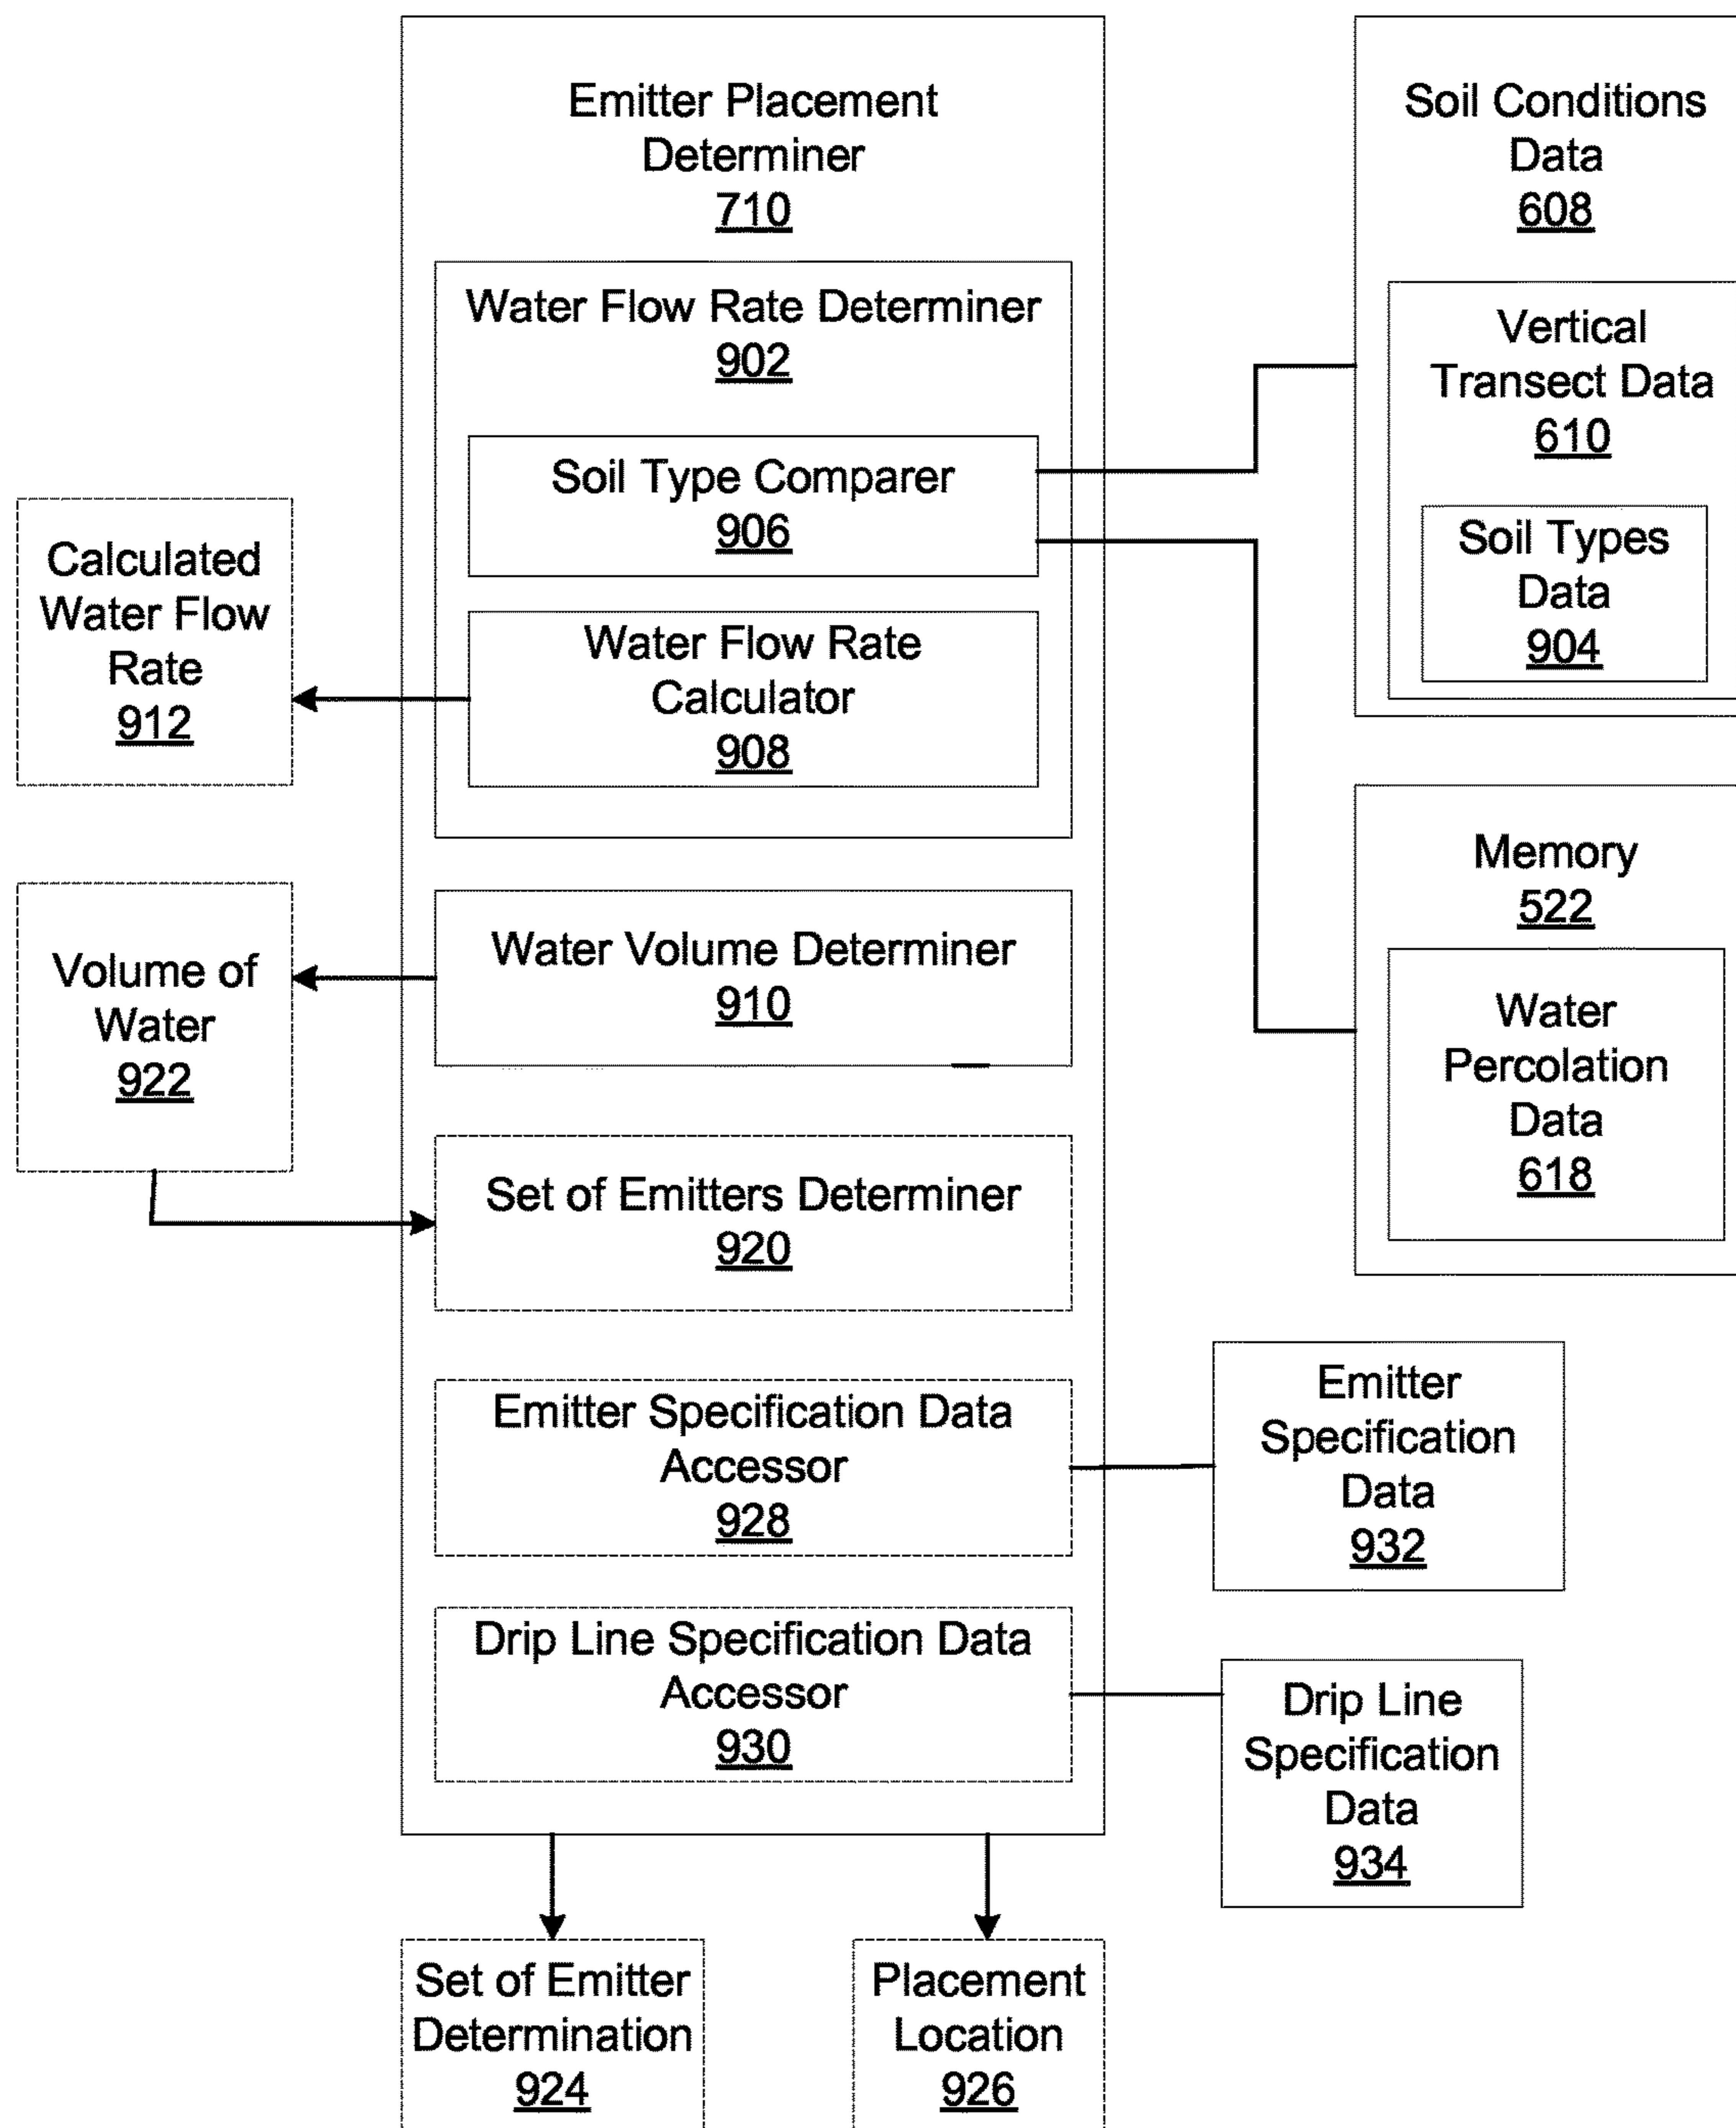 Emitter Placement
Determiner
710
Water Flow Rate Determiner
902
Soil Type Comparer
906
Water Flow Rate
Calculator
908
Water Volume Determiner
910
Set of Emitters Determiner
920
Emitter Specification Data
Accessor
928
Drip Line Specification Data
Accessor
930
Calculated
Water Flow
Rate
912
Volume of
Water
922
Soil Conditions
Data
608
Vertical
Transect Data
610
Soil Types
Data
904
Memory
522
Water
Percolation
Data
618
Emitter
Specification
Data
932
Drip Line
Specification
Data
934
Set of Emitter
Determination
924
Placement
Location
926